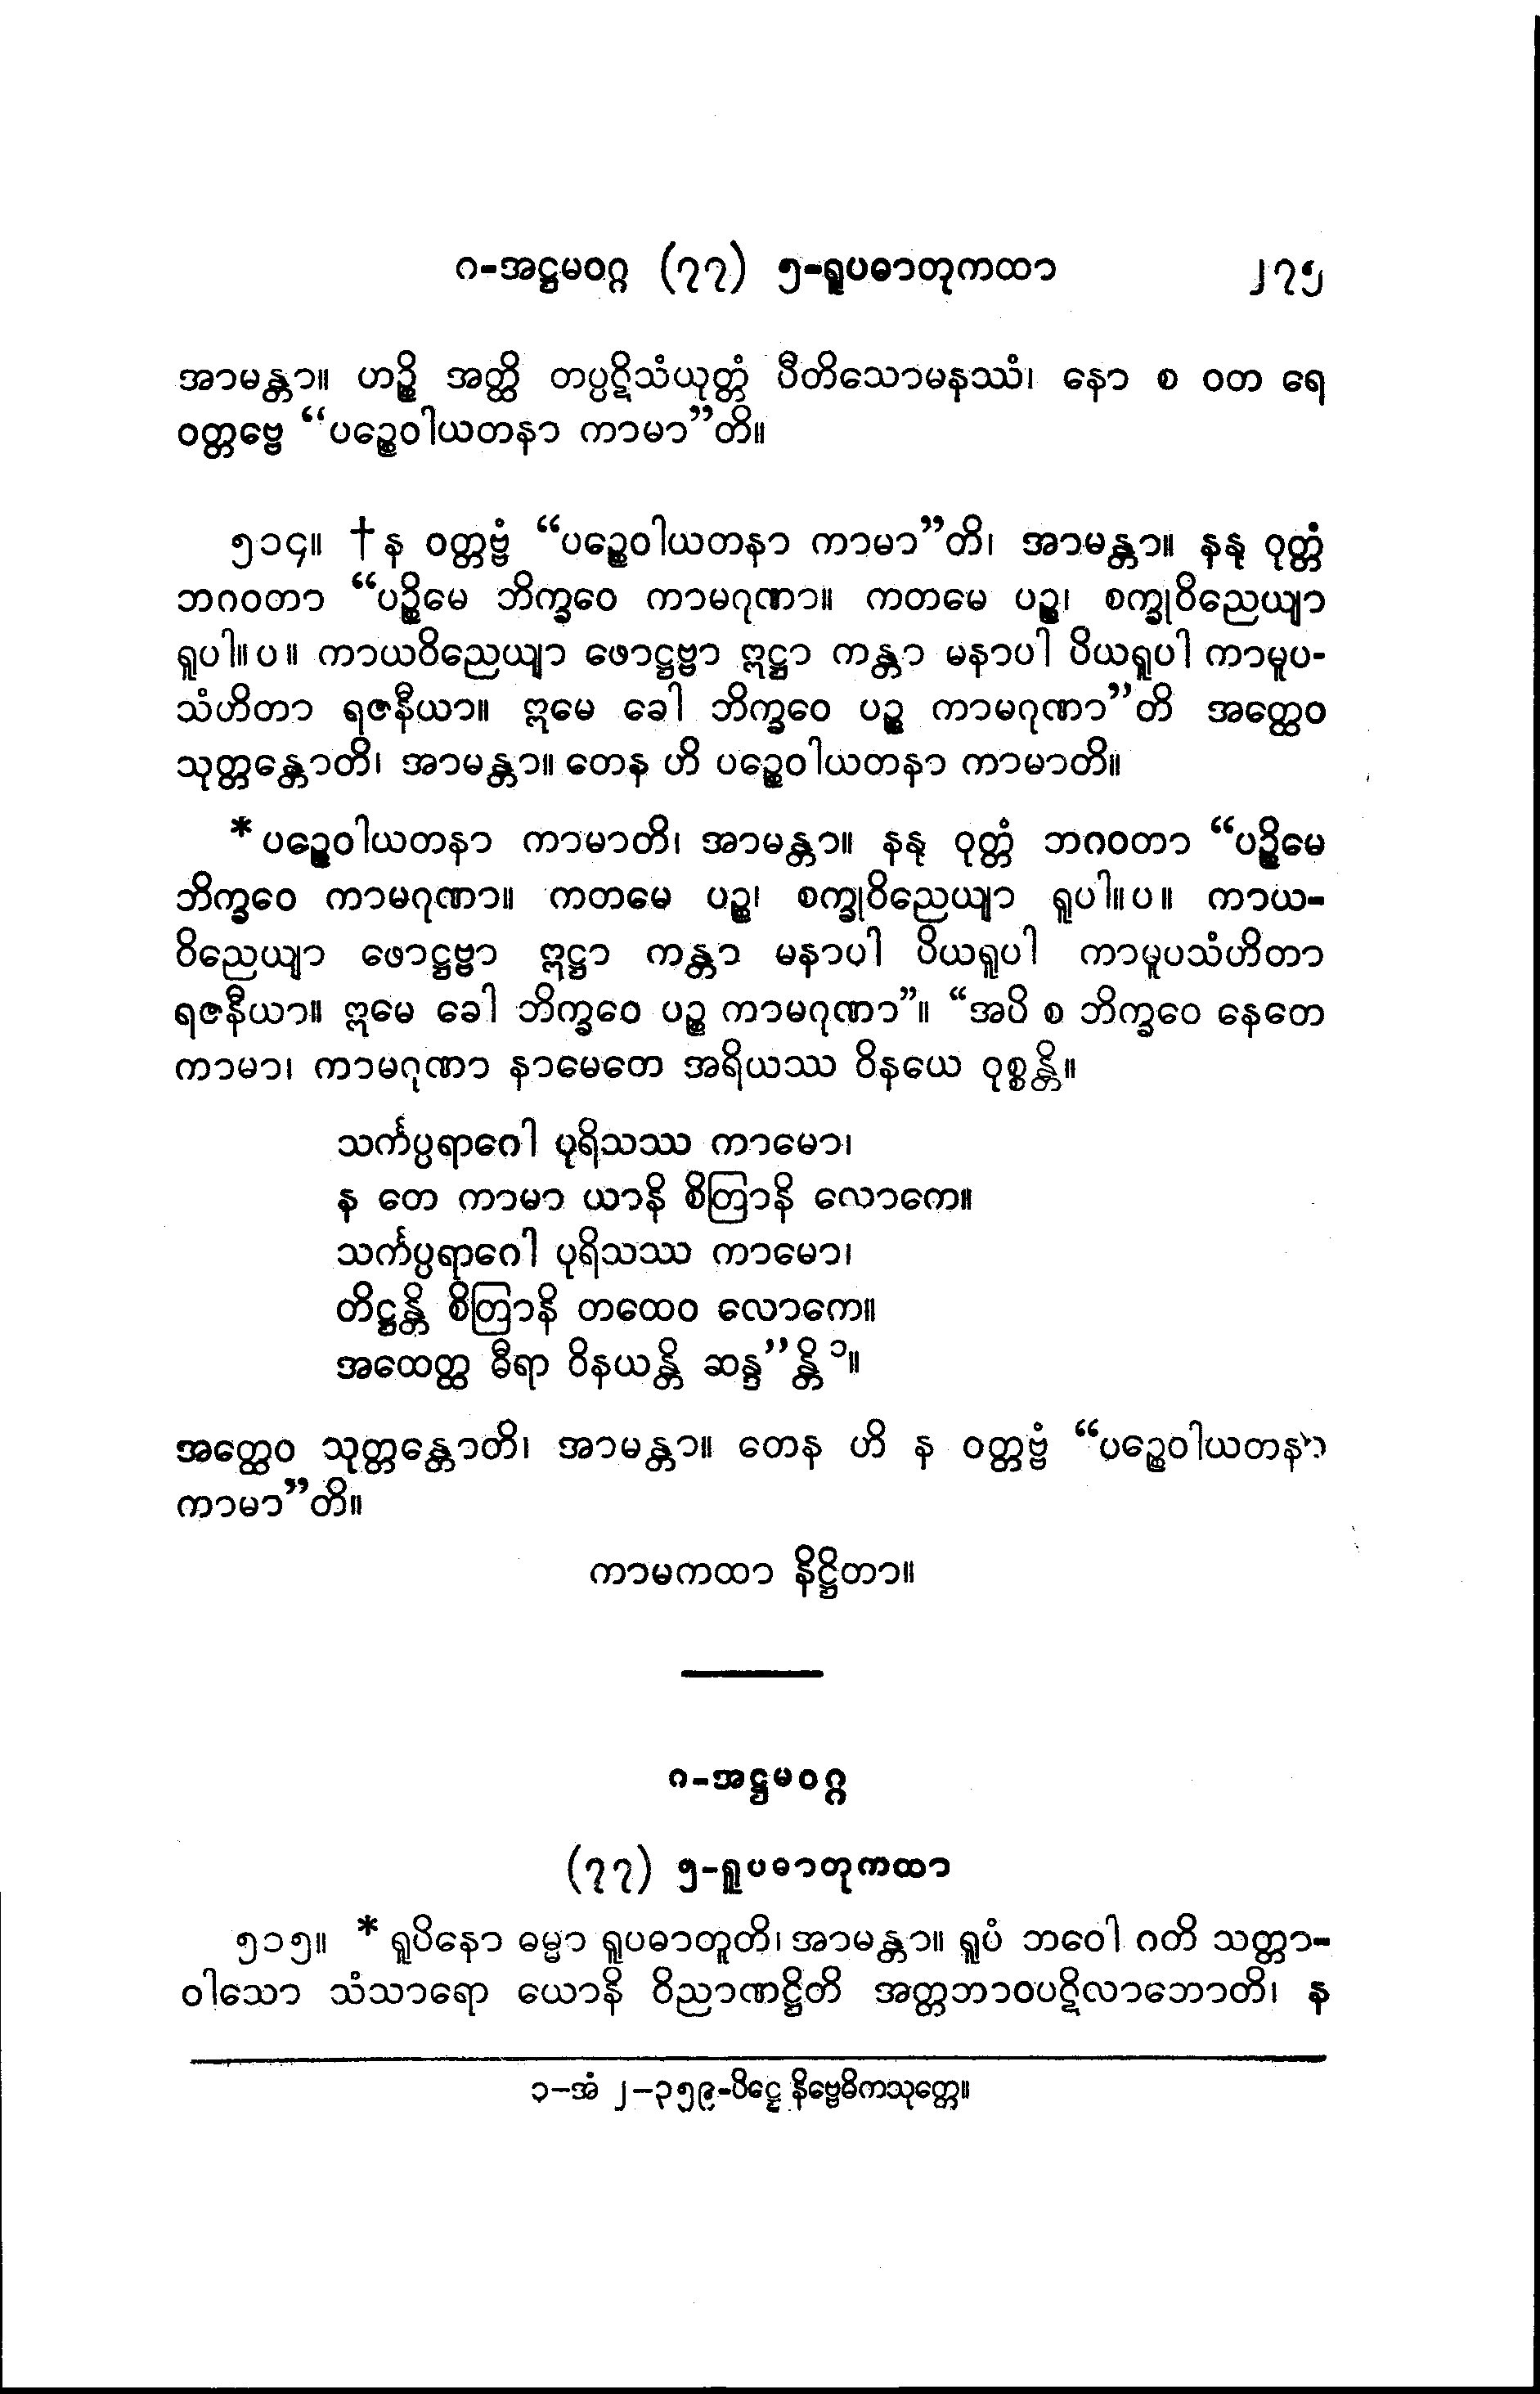 ဂ-အဋ္ဌမဝဂ္ဂ (၇၇) ၅-ရူပဓာတုကထာ ၂၇၅
အာမန္တာ။ ဟဉ္စိ အတ္ထိ တပ္ပဋိသံယုတ္တံ ပီတိသောမနဿံ၊ နော စ ဝတ ရေ
ဝတ္တဗ္ဗေ “ပဉ္စေဝါယတနာ ကာမာ”တိ။
၅၁၄။ †န ဝတ္တဗ္ဗံ “ပဉ္စေဝါယတနာ ကာမာ”တိ၊ အာမန္တာ။ နနု ဝုတ္တံ
ဘဂဝတာ “ပဉ္စိမေ ဘိက္ခဝေ ကာမဂုဏာ။ ကတမေ ပဉ္စ၊ စက္ခုဝိညေယျာ
ရူပါ။ပ။ ကာယဝိညေယျာ ဖောဋ္ဌဗ္ဗာ ဣဋ္ဌာ ကန္တာ မနာပါ ပိယရူပါ ကာမူပ-
သံဟိတာ ရဇနီယာ။ ဣမေ ခေါ ဘိက္ခဝေ ပဉ္စ ကာမဂုဏာ”တိ အတ္ထေဝ
သုတ္တန္တောတိ၊ အာမန္တာ။ တေန ဟိ ပဉ္စေဝါယတနာ ကာမာတိ။
*ပဉ္စေဝါယတနာ ကာမာတိ၊ အာမန္တာ။ နနု ဝုတ္တံ ဘဂဝတာ “ပဉ္စိမေ
ဘိက္ခဝေ ကာမဂုဏာ။ ကတမေ ပဉ္စ၊ စက္ခုဝိညေယျာ ရူပါ။ပ။ ကာယ-
ဝိညေယျာ ဖောဋ္ဌဗ္ဗာ ဣဋ္ဌာ ကန္တာ မနာပါ ပိယရူပါ ကာမူပသံဟိတာ
ရဇနီယာ။ ဣမေ ခေါ ဘိက္ခဝေ ပဉ္စ ကာမဂုဏာ”။ “အပိ စ ဘိက္ခဝေ နေတေ
ကာမာ၊ ကာမဂုဏာ နာမေတေ အရိယဿ ဝိနယေ ဝုစ္စန္တိ။
သင်္ကပ္ပရာဂေါ ပုရိသဿ ကာမော၊
န တေ ကာမာ ယာနိ စိတြာနိ လောကေ။
သင်္ကပ္ပရာဂေါ ပုရိသဿ ကာမော၊
တိဋ္ဌန္တိ စိတြာနိ တထေဝ လောကေ။
အထေတ္ထ ဓီရာ ဝိနယန္တိ ဆန္ဒ”န္တိ၁။
အတ္ထေဝ သုတ္တန္တောတိ၊ အာမန္တာ။ တေန ဟိ န ဝတ္တဗ္ဗံ “ပဉ္စေဝါယတနာ
ကာမာ”တိ။
ကာမကထာ နိဋ္ဌိတာ။
ဂ-အဋ္ဌမဝဂ္ဂ
(၇၇) ၅-ရူပဓာတုကထာ
၅၁၅။ *ရူပိနော ဓမ္မာ ရူပဓာတူတိ၊ အာမန္တာ။ ရူပံ ဘဝေါ ဂတိ သတ္တာ-
ဝါသော သံသာရော ယောနိ ဝိညာဏဋ္ဌိတိ အတ္တဘာဝပဋိလာဘောတိ၊ န
၁–အံ ၂–၃၅၉-ပိဋ္ဌေ နိဗ္ဗေဓိကသုတ္တေ။